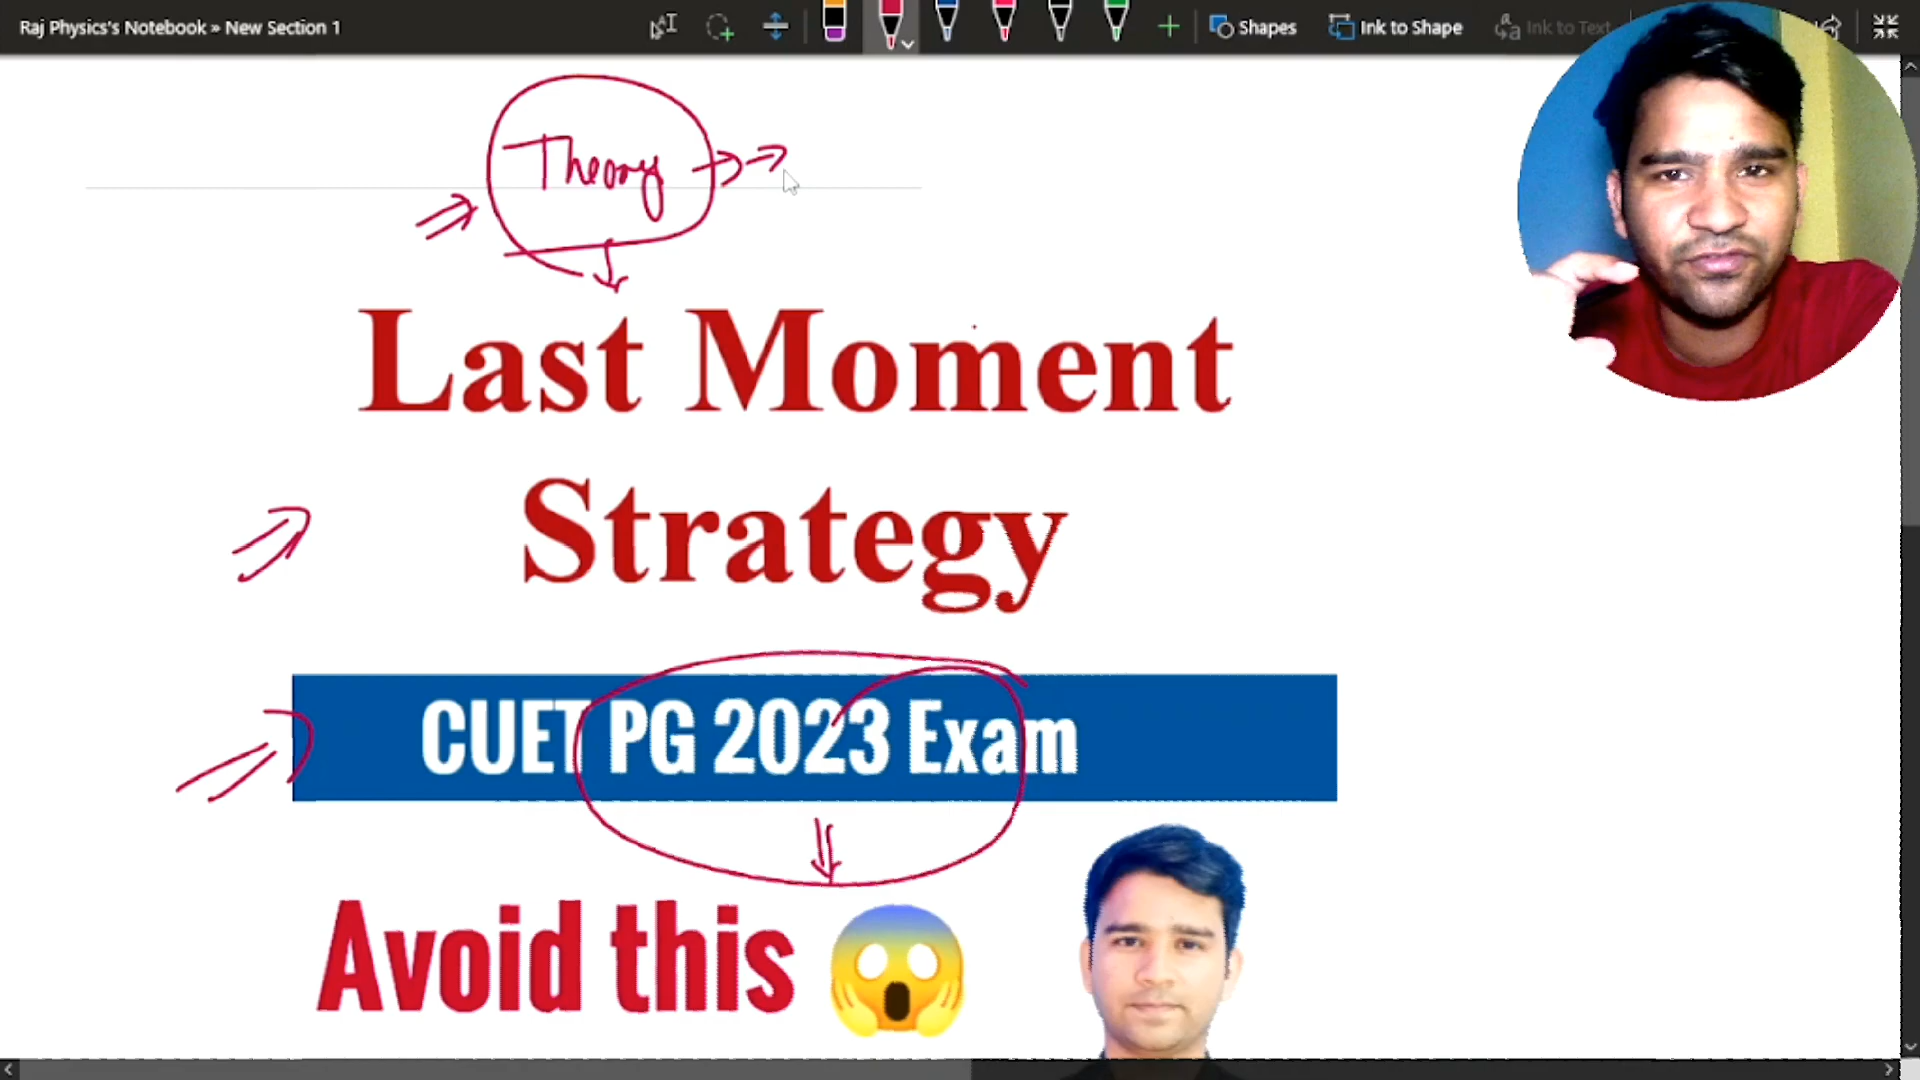 Raj Physics's Notebook » New Section 1
Shapes
Ink to Shape
Ink to Text
Theory
Last Moment
Strategy
CUET PG 2023 Exam
Avoid this